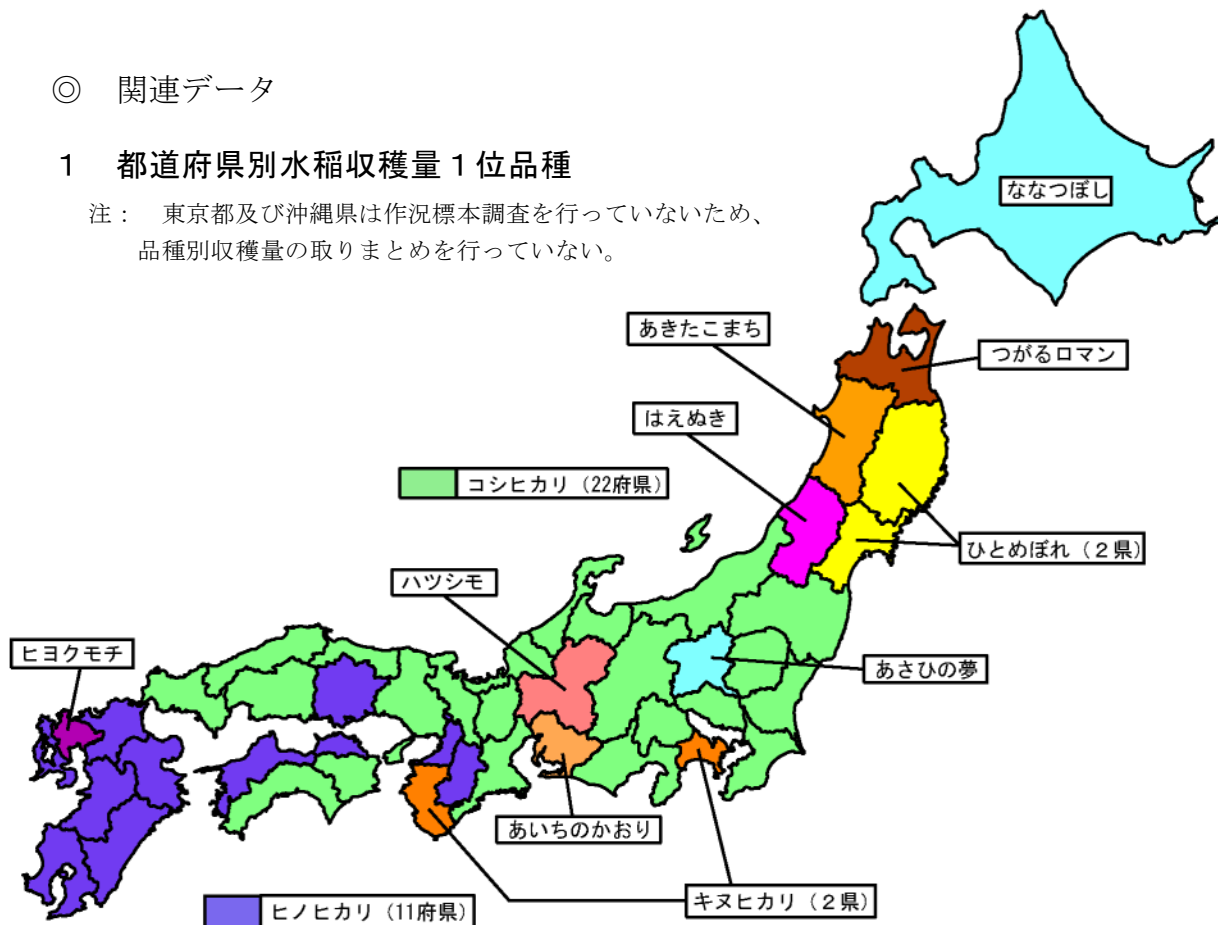 ◎　関連データ
１　都道府県別水稲収穫量１位品種
注：　東京都及び沖縄県は作況標本調査を行っていないため、
品種別収穫量の取りまとめを行っていない。
ななつぼし
あきたこまち
つがるロマン
はえぬき
コシヒカリ（22府県）
ひとめぼれ（２県）
ハツシモ
ヒヨクモチ
あさひの夢
あいちのかおり
キヌヒカリ（２県）
ヒノヒカリ（11府県）